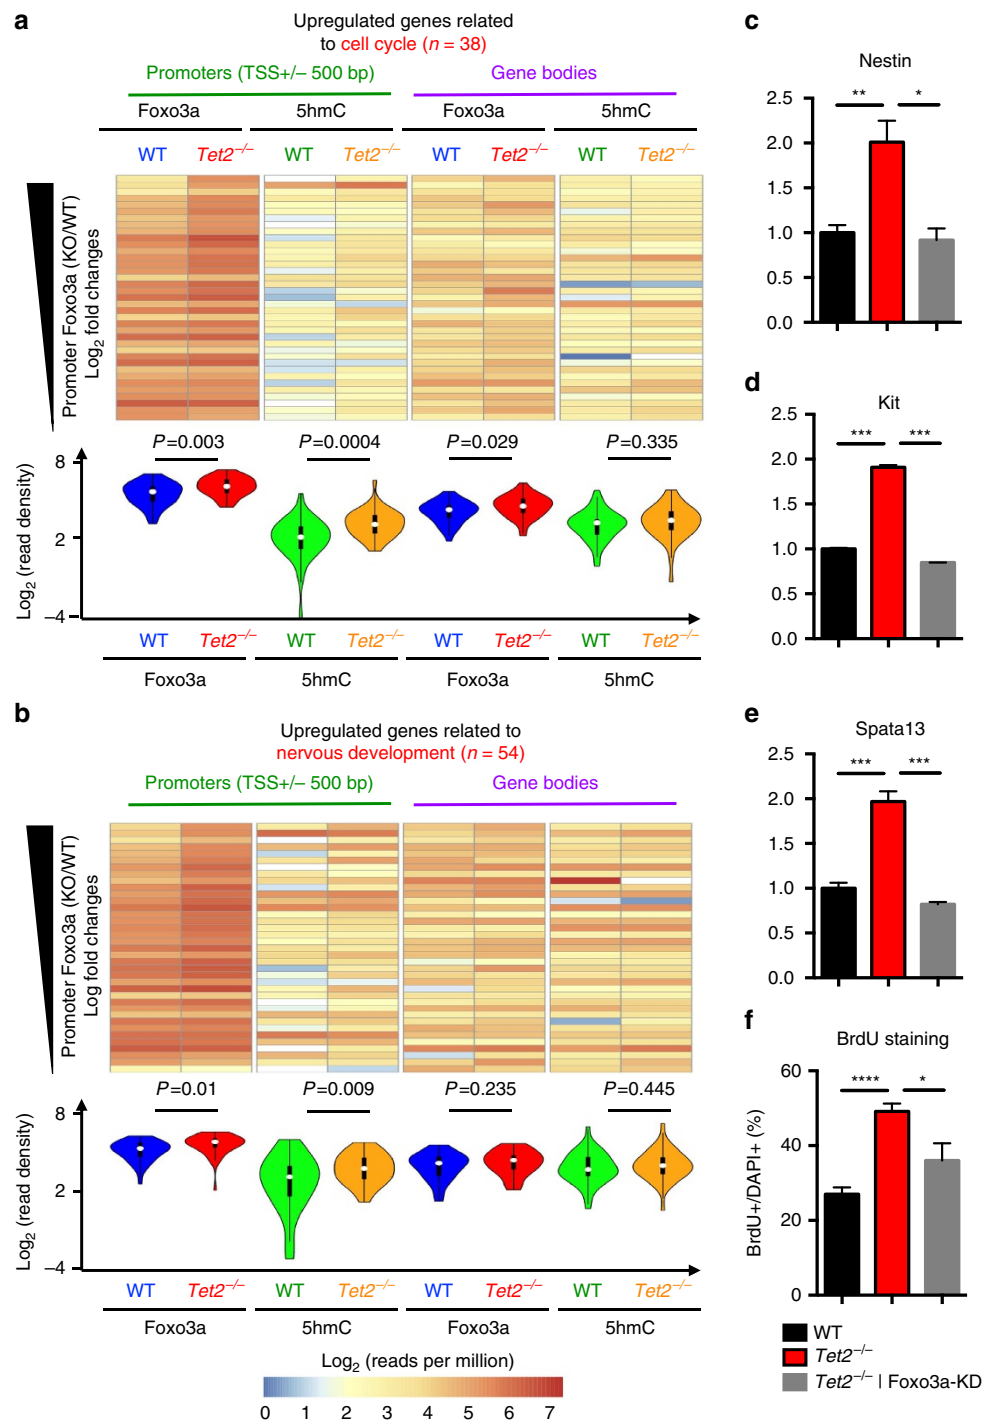 a
Upregulated genes related
to cell cycle (n = 38)
Promoters (TSS+/− 500 bp)
Gene bodies
Foxo3a
5hmC
Foxo3a
5hmC
WT
Tet2−/−
WT
Tet2−/−
WT
Tet2−/−
WT
Tet2−/−
Promoter Foxo3a (KO/WT)
Log2 fold changes
P=0.003
P=0.0004
P=0.029
P=0.335
Log2 (read density)
8
2
−4
WT
Tet2−/−
WT
Tet2−/−
WT
Tet2−/−
WT
Tet2−/−
Foxo3a
5hmC
Foxo3a
5hmC
b
Upregulated genes related to
nervous development (n = 54)
Promoters (TSS+/− 500 bp)
Gene bodies
Promoter Foxo3a (KO/WT)
Log fold changes
P=0.01
P=0.009
P=0.235
P=0.445
Log2 (read density)
8
2
−4
WT
Tet2−/−
WT
Tet2−/−
WT
Tet2−/−
WT
Tet2−/−
Foxo3a
5hmC
Foxo3a
5hmC
Log2 (reads per million)
0 1 2 3 4 5 6 7
c
Nestin
** *
2.5
2.0
1.5
1.0
0.5
0.0
d
Kit
*** ***
2.5
2.0
1.5
1.0
0.5
0.0
e
Spata13
*** ***
2.5
2.0
1.5
1.0
0.5
0.0
f
BrdU staining
**** *
BrdU+/DAPI+ (%)
60
40
20
0
WT
Tet2−/−
Tet2−/− | Foxo3a-KD